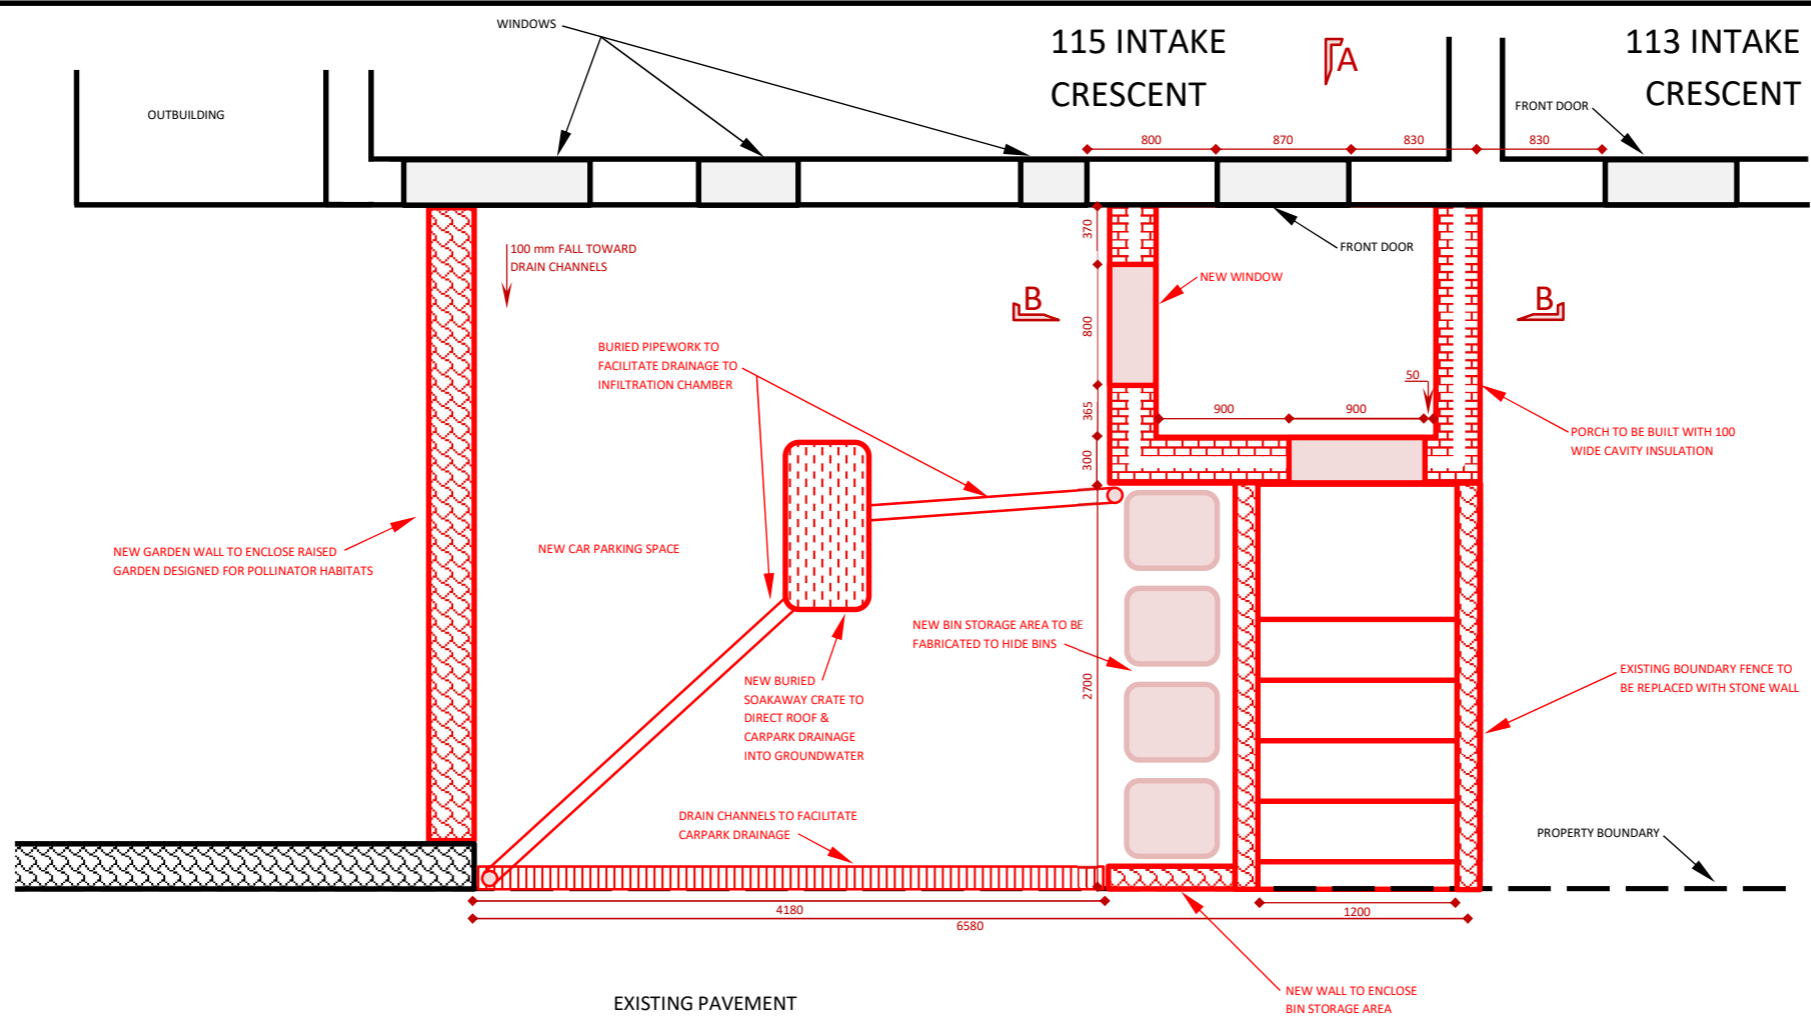 WINDOWS
115 INTAKE
CRESCENT
A
113 INTAKE
CRESCENT
OUTBUILDING
FRONT DOOR
800
870
830
830
370
100 mm FALL TOWARD
DRAIN CHANNELS
FRONT DOOR
NEW WINDOW
B
B
800
BURIED PIPEWORK TO
FACILITATE DRAINAGE TO
INFILTRATION CHAMBER
50
365
900
900
PORCH TO BE BUILT WITH 100
WIDE CAVITY INSULATION
300
NEW GARDEN WALL TO ENCLOSE RAISED
GARDEN DESIGNED FOR POLLINATOR HABITATS
NEW CAR PARKING SPACE
NEW BIN STORAGE AREA TO BE
FABRICATED TO HIDE BINS
2700
NEW BURIED
SOAKAWAY CRATE TO
DIRECT ROOF &
CARPARK DRAINAGE
INTO GROUNDWATER
EXISTING BOUNDARY FENCE TO
BE REPLACED WITH STONE WALL
DRAIN CHANNELS TO FACILITATE
CARPARK DRAINAGE
PROPERTY BOUNDARY
4180
1200
6580
EXISTING PAVEMENT
NEW WALL TO ENCLOSE
BIN STORAGE AREA